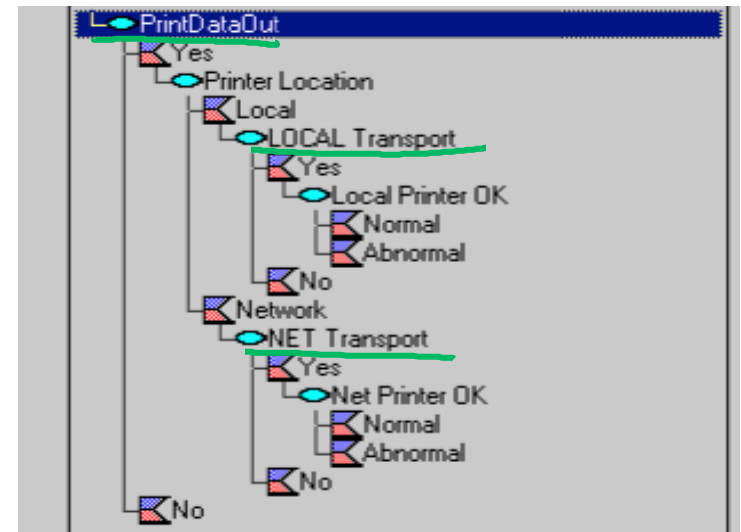 PrintDataOut
Yes
Printer Location
Local
LOCAL Transport
Yes
Local Printer OK
Normal
Abnormal
No
Network
NET Transport
Yes
Net Printer OK
Normal
Abnormal
No
No